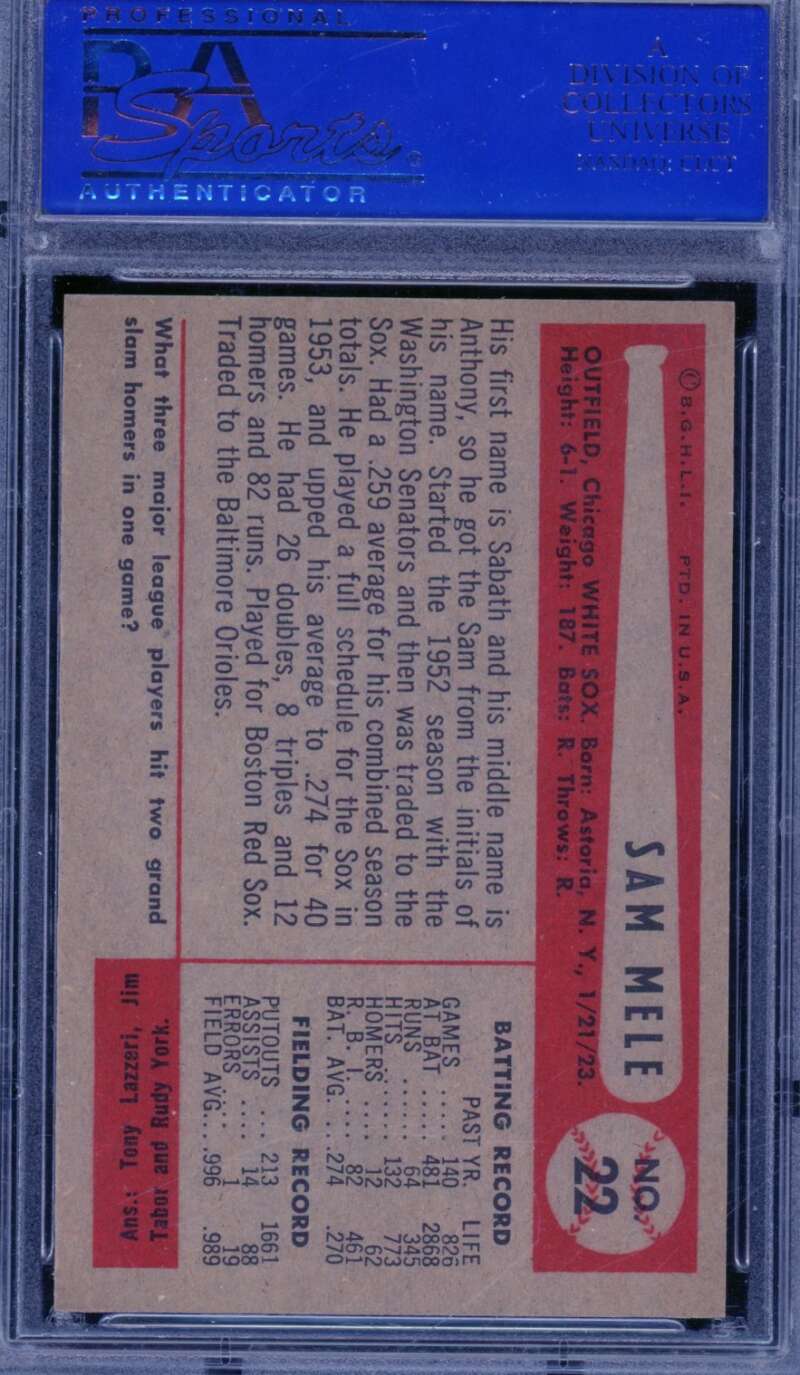 PROFESSIONAL
PSA
Sports®
AUTHENTICATOR
A
DIVISION OF
COLLECTORS
UNIVERSE
NASDAQ: CLCT
© B.G.H.L.I. PTD. IN U.S.A.
SAM MELE
NO.
22
OUTFIELD, Chicago WHITE SOX. Born: Astoria, N. Y., 1/21/23.
Height: 6-1. Weight: 187. Bats: R. Throws: R.
His first name is Sabath and his middle name is
Anthony, so he got the Sam from the initials of
his name. Started the 1952 season with the
Washington Senators and then was traded to the
Sox. Had a .259 average for his combined season
totals. He played a full schedule for the Sox in
1953, and upped his average to .274 for 40
games. He had 26 doubles, 8 triples and 12
homers and 82 runs. Played for Boston Red Sox.
Traded to the Baltimore Orioles.
BATTING RECORD
PAST YR. LIFE
GAMES ..... 140 826
AT BAT ..... 481 2868
RUNS ..... 64 345
HITS ..... 132 773
HOMERS .... 12 62
R. B. I. .... 82 461
BAT. AVG. .. .274 .270
FIELDING RECORD
PUTOUTS ... 213 1661
ASSISTS .... 14 88
ERRORS .... 1 19
FIELD AVG. .. .996 .989
What three major league players hit two grand
slam homers in one game?
Ans.: Tony Lazzeri, Jim
Tabor and Rudy York.